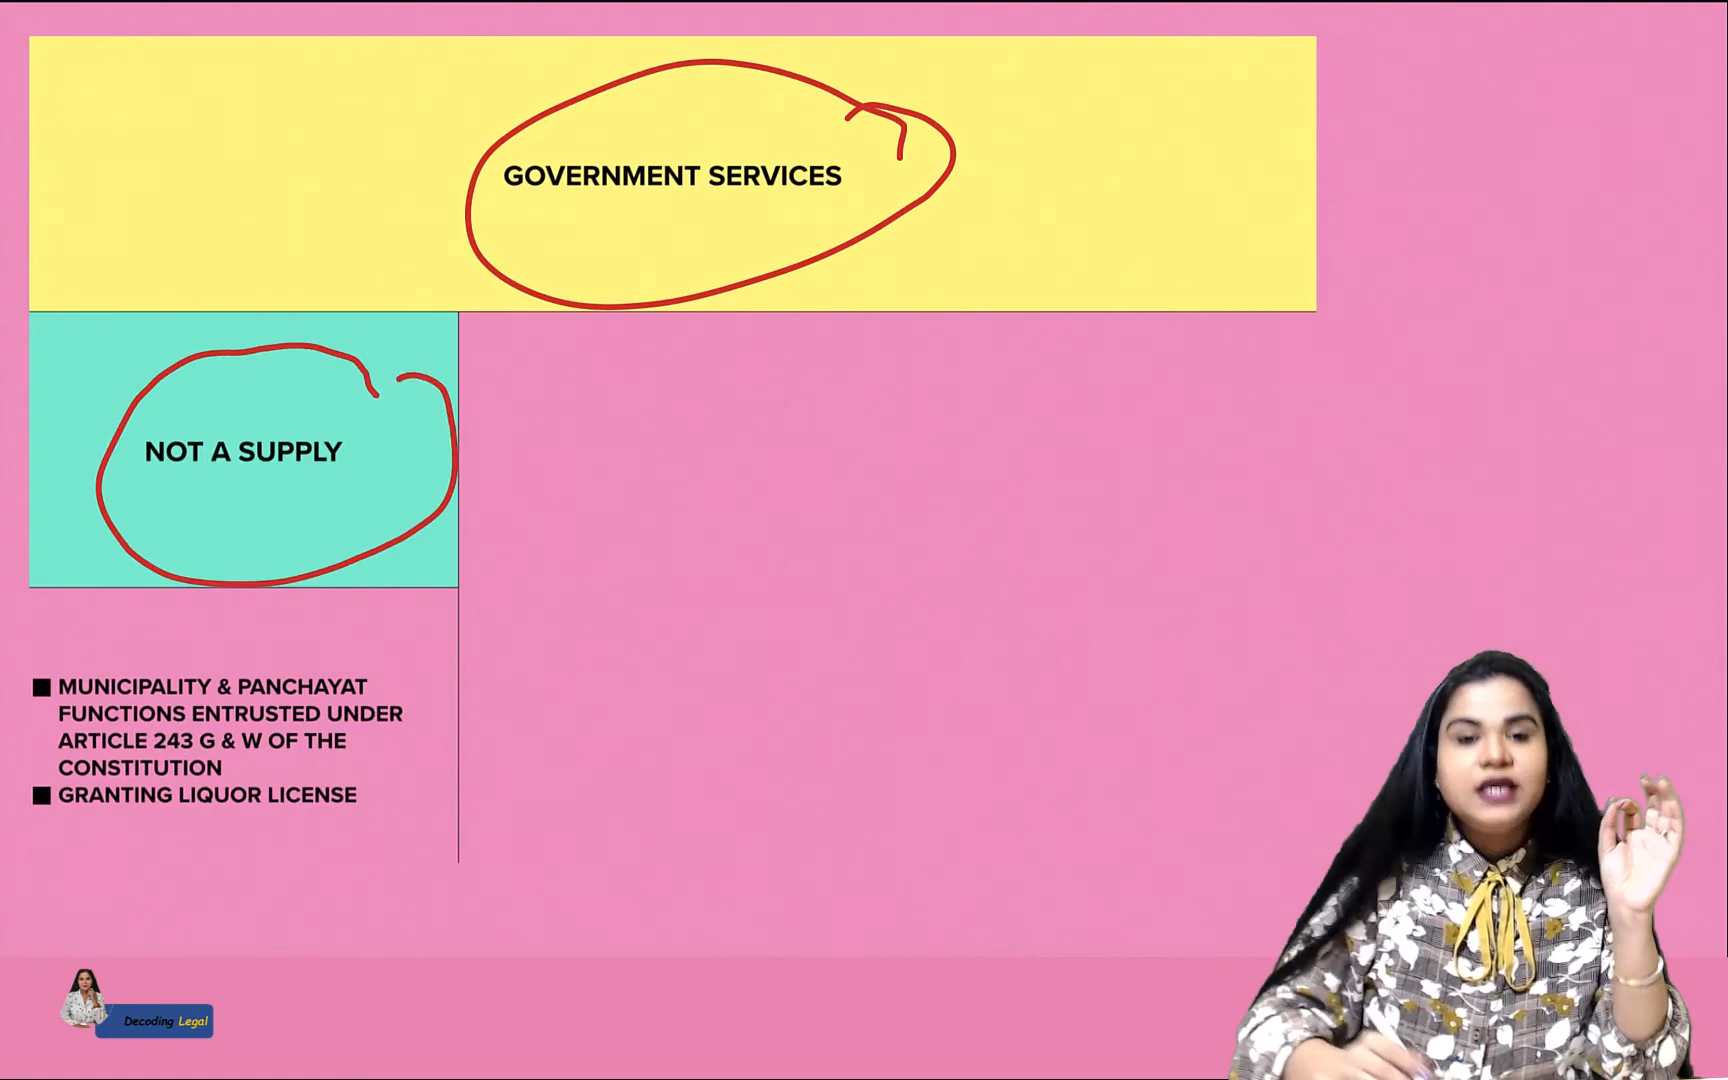 GOVERNMENT SERVICES
NOT A SUPPLY
MUNICIPALITY & PANCHAYAT
FUNCTIONS ENTRUSTED UNDER
ARTICLE 243 G & W OF THE
CONSTITUTION
GRANTING LIQUOR LICENSE
Decoding Legal